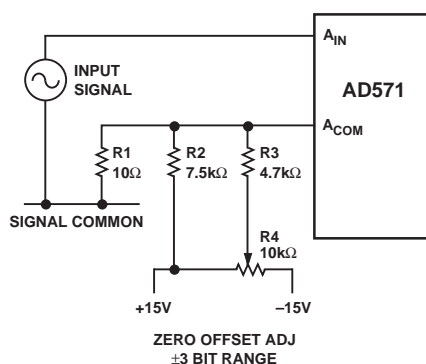 A_IN
INPUT
SIGNAL
AD571
A_COM
R1
10Ω
R2
7.5kΩ
R3
4.7kΩ
SIGNAL COMMON
R4
10kΩ
+15V
–15V
ZERO OFFSET ADJ
±3 BIT RANGE